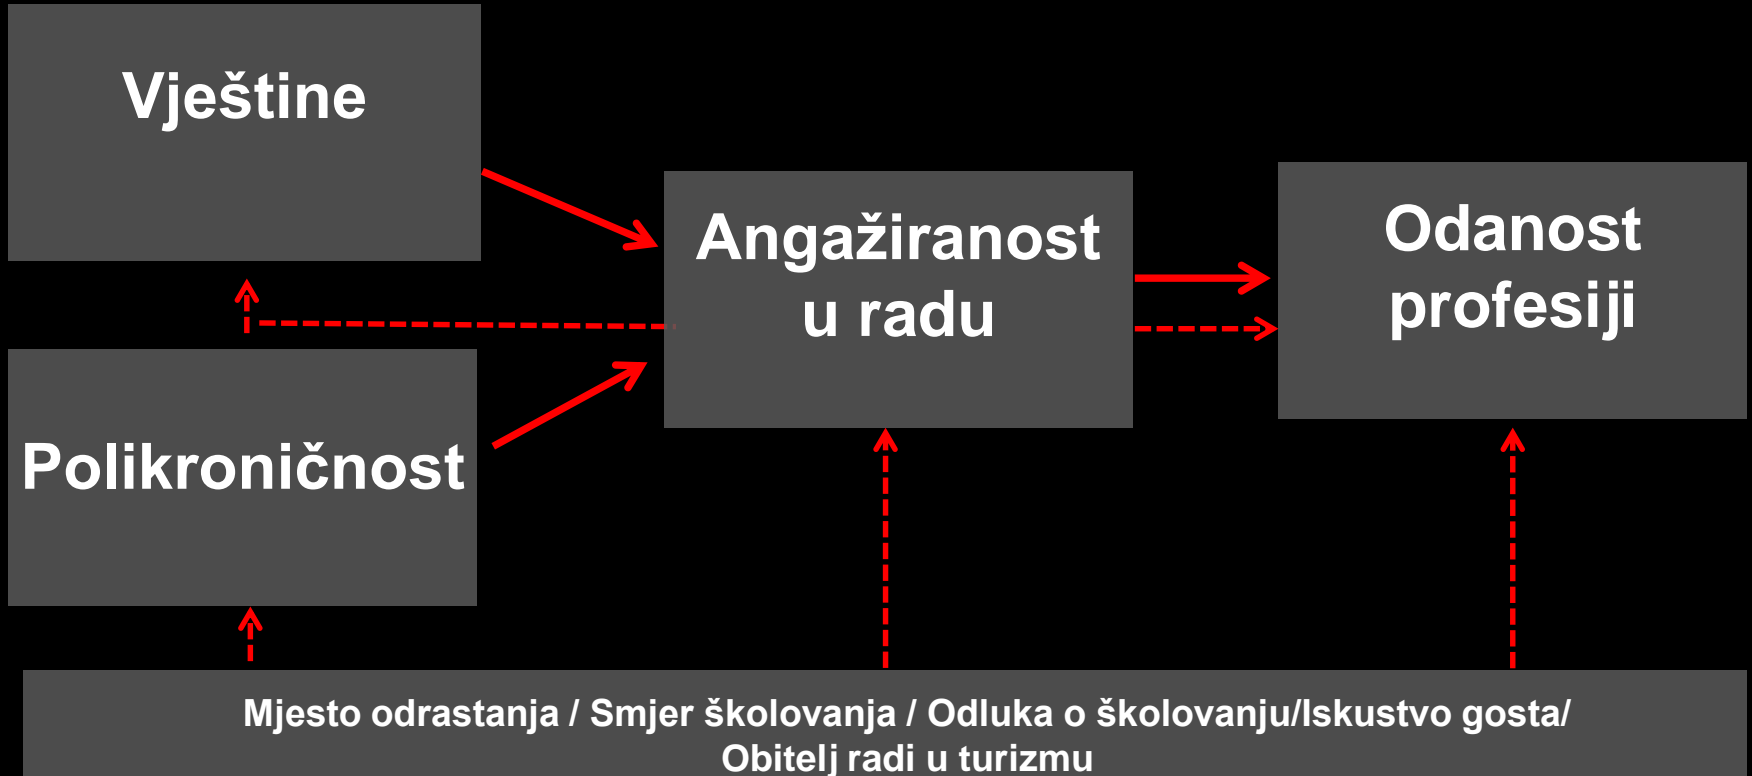 Vještine
Angažiranost
u radu
Odanost
profesiji
Polikroničnost
Mjesto odrastanja / Smjer školovanja / Odluka o školovanju/Iskustvo gosta/
Obitelj radi u turizmu